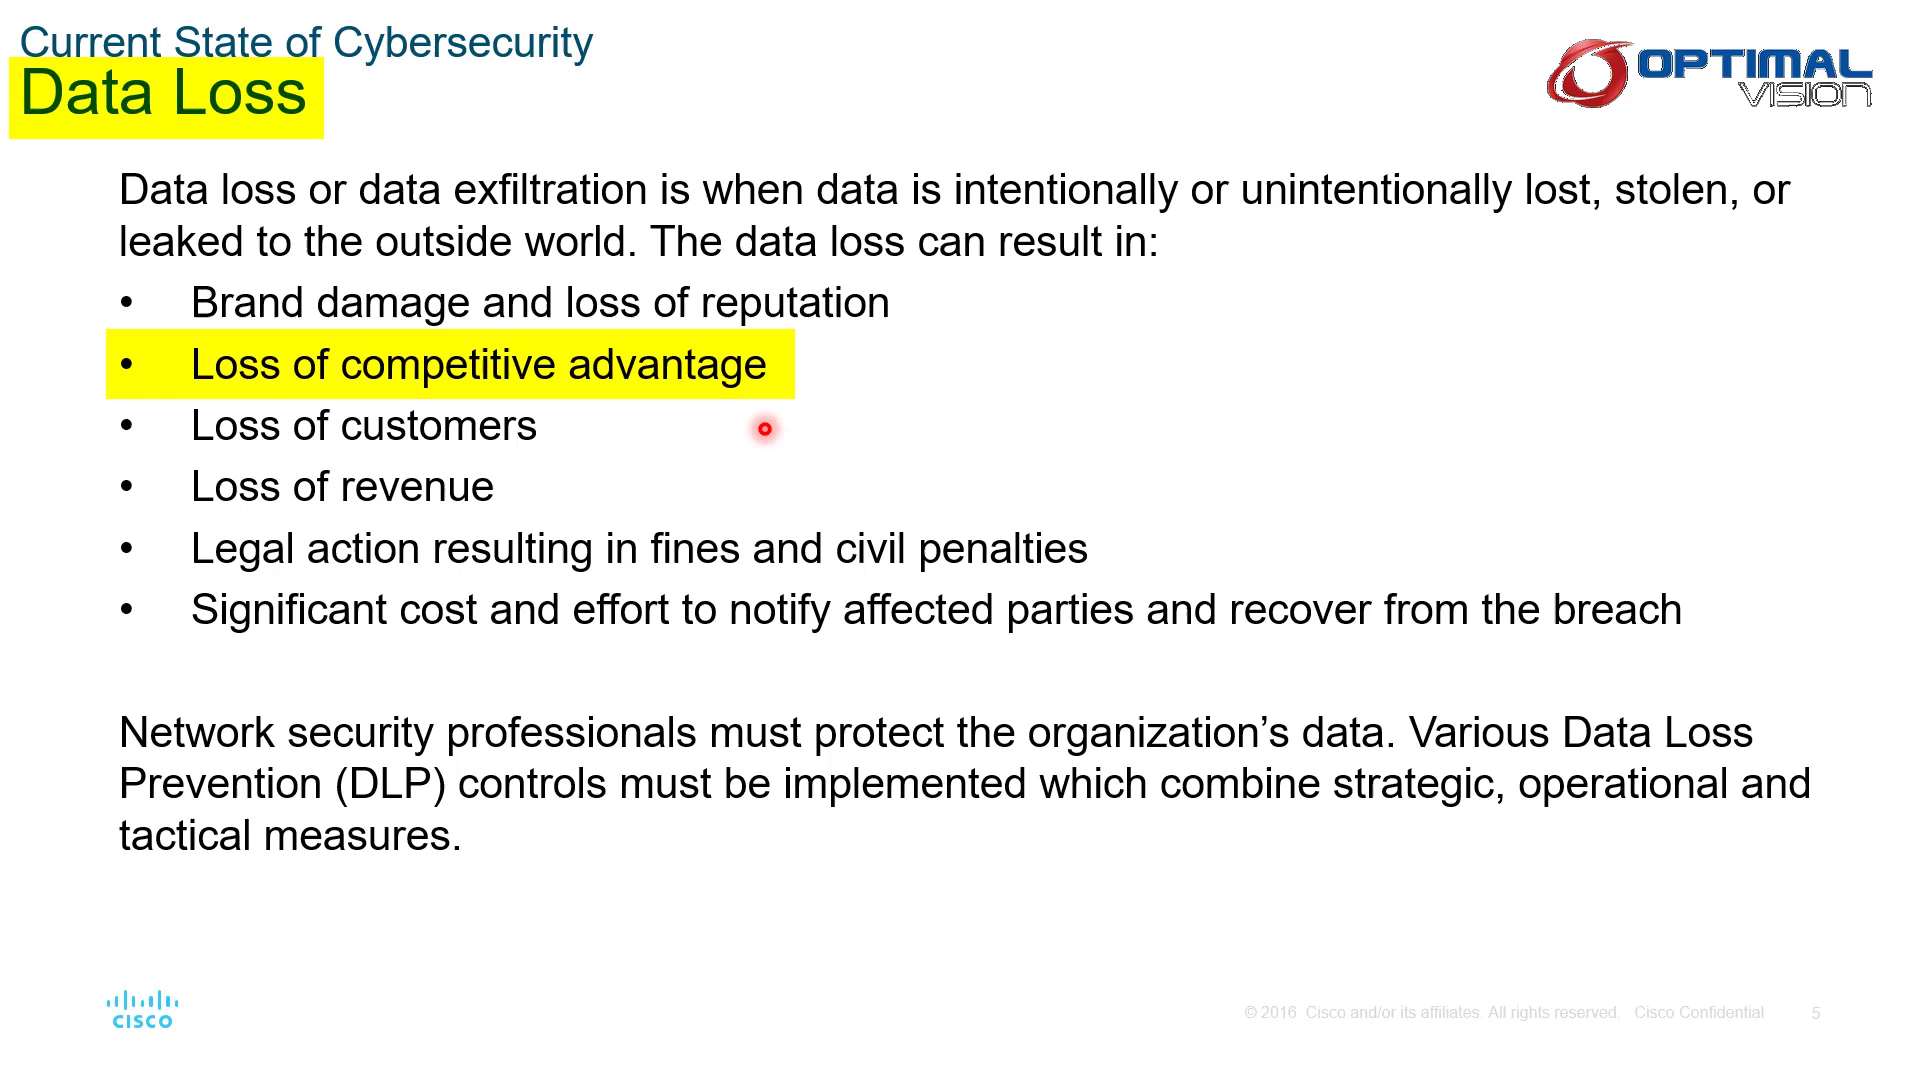 Current State of Cybersecurity
Data Loss
OPTIMAL
VISION
Data loss or data exfiltration is when data is intentionally or unintentionally lost, stolen, or
leaked to the outside world. The data loss can result in:
• Brand damage and loss of reputation
• Loss of competitive advantage
• Loss of customers
• Loss of revenue
• Legal action resulting in fines and civil penalties
• Significant cost and effort to notify affected parties and recover from the breach
Network security professionals must protect the organization’s data. Various Data Loss
Prevention (DLP) controls must be implemented which combine strategic, operational and
tactical measures.
CISCO
© 2016 Cisco and/or its affiliates. All rights reserved. Cisco Confidential 5